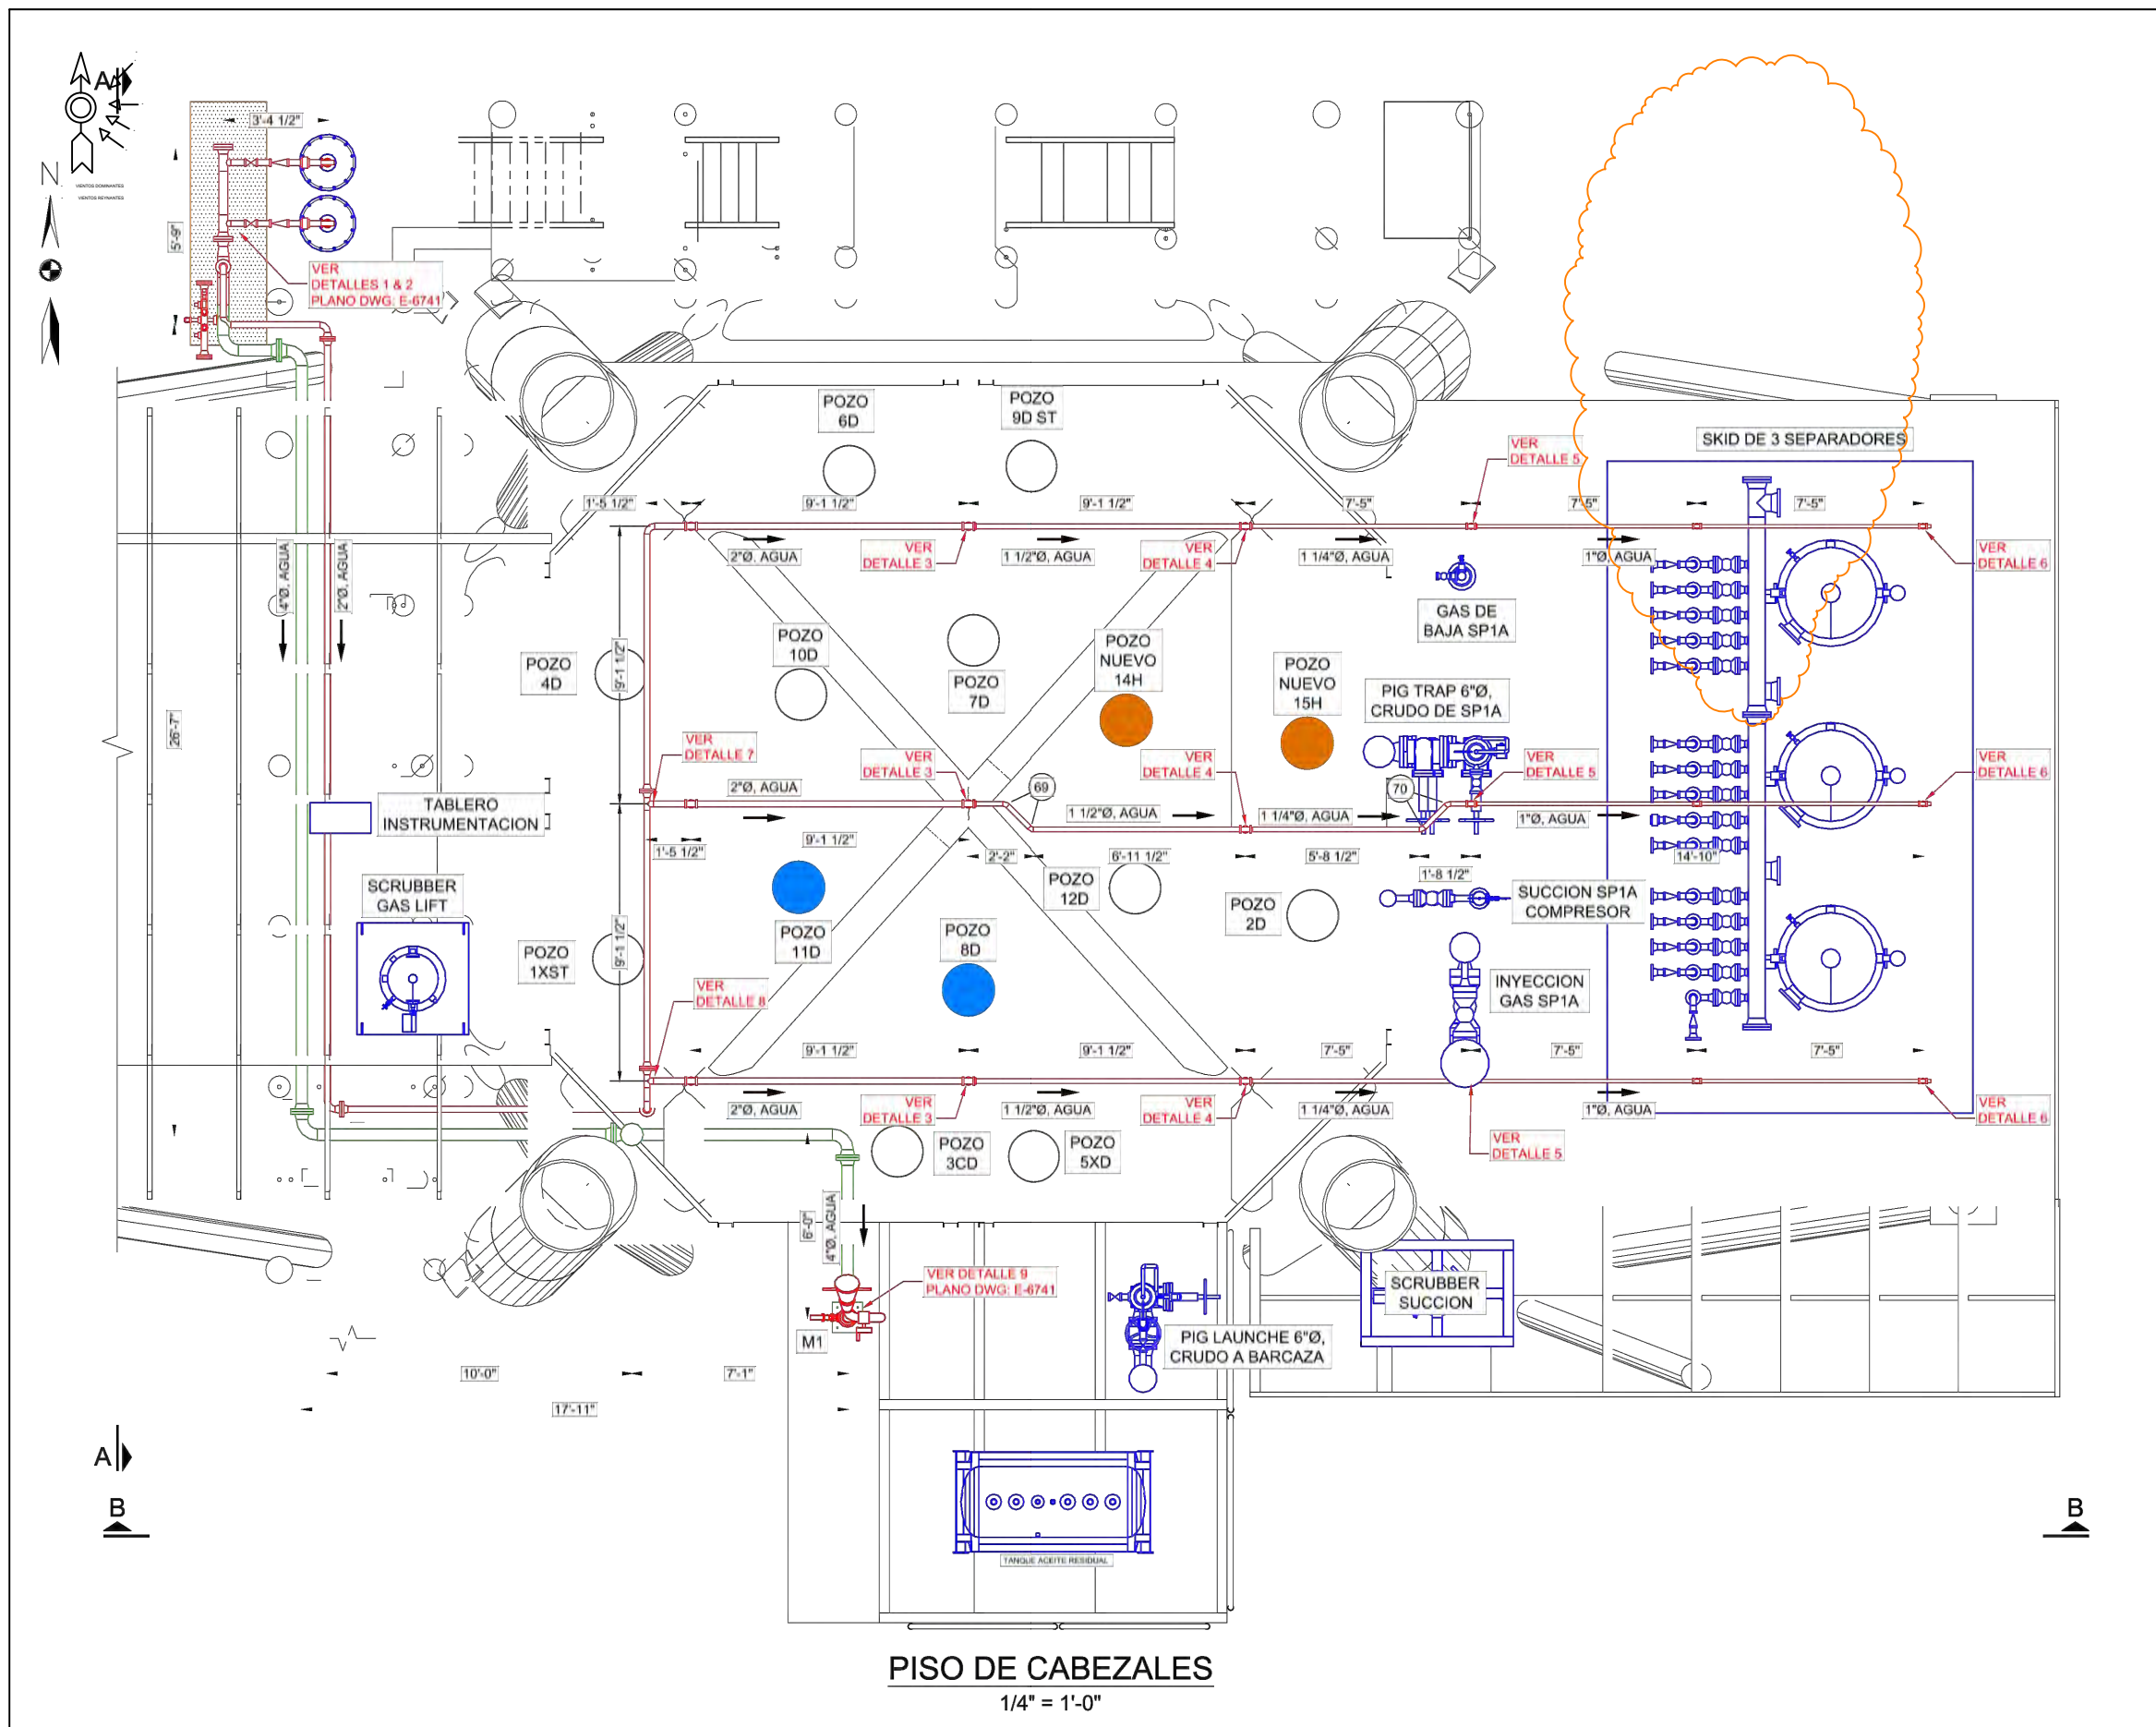 A
3'-4 1/2"
N
VIENTOS DOMINANTES
VIENTOS REYNANTES
5'-9"
VER
DETALLES 1 & 2
PLANO DWG: E-6741
POZO
6D
POZO
9D ST
SKID DE 3 SEPARADORES
VER
DETALLE 5
1'-5 1/2"
9'-1 1/2"
9'-1 1/2"
7'-5"
7'-5"
7'-5"
4"Ø, AGUA
2"Ø, AGUA
2"Ø, AGUA
VER
DETALLE 3
1 1/2"Ø, AGUA
VER
DETALLE 4
1 1/4"Ø, AGUA
1"Ø, AGUA
VER
DETALLE 6
GAS DE
BAJA SP1A
POZO
4D
9'-1 1/2"
POZO
10D
POZO
7D
POZO
NUEVO
14H
POZO
NUEVO
15H
PIG TRAP 6"Ø,
CRUDO DE SP1A
26'-7"
VER
DETALLE 7
VER
DETALLE 3
VER
DETALLE 4
VER
DETALLE 5
VER
DETALLE 6
2"Ø, AGUA
69
70
TABLERO
INSTRUMENTACION
1 1/2"Ø, AGUA
1 1/4"Ø, AGUA
1"Ø, AGUA
1'-5 1/2"
9'-1 1/2"
2'-2"
6'-11 1/2"
5'-8 1/2"
14'-10"
1'-8 1/2"
SCRUBBER
GAS LIFT
POZO
12D
POZO
2D
SUCCION SP1A
COMPRESOR
POZO
1XST
9'-1 1/2"
POZO
11D
POZO
8D
VER
DETALLE 8
INYECCION
GAS SP1A
9'-1 1/2"
9'-1 1/2"
7'-5"
7'-5"
7'-5"
2"Ø, AGUA
VER
DETALLE 3
1 1/2"Ø, AGUA
VER
DETALLE 4
1 1/4"Ø, AGUA
1"Ø, AGUA
VER
DETALLE 6
POZO
3CD
POZO
5XD
VER
DETALLE 5
6'-0"
4"Ø, AGUA
VER DETALLE 9
PLANO DWG: E-6741
SCRUBBER
SUCCION
M1
PIG LAUNCHE 6"Ø,
CRUDO A BARCAZA
10'-0"
7'-1"
17'-11"
A
B
B
TANQUE ACEITE RESIDUAL
PISO DE CABEZALES
1/4" = 1'-0"